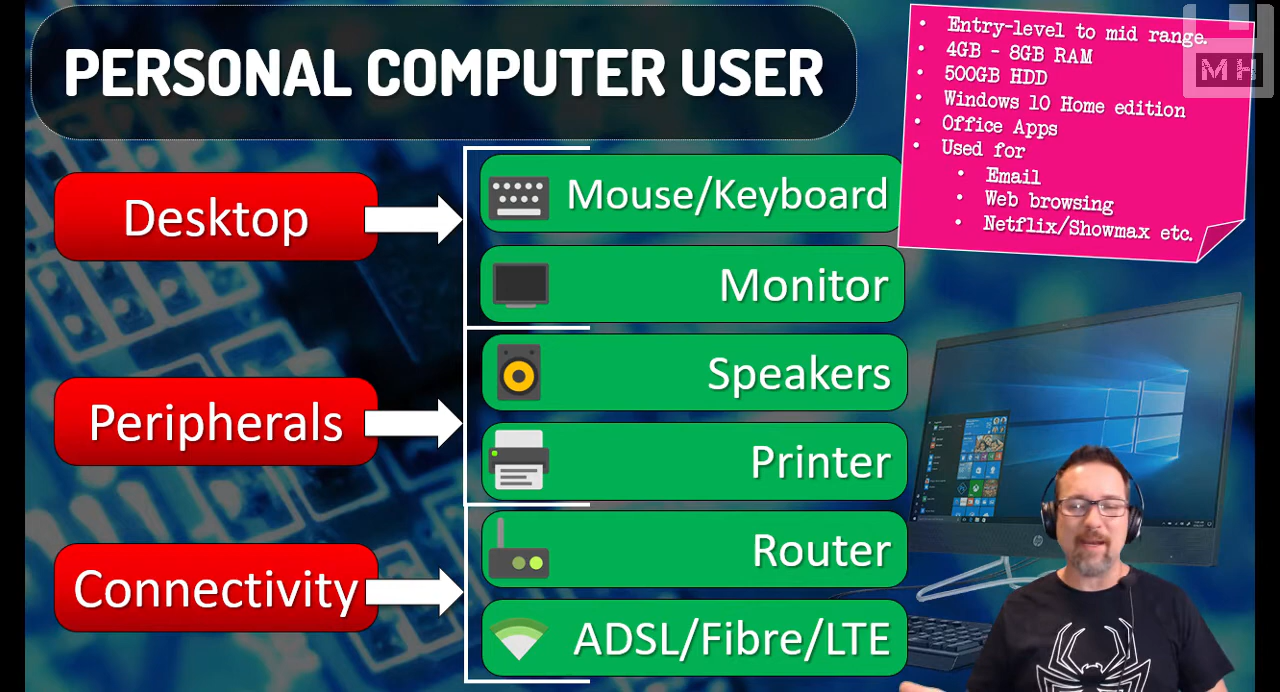 PERSONAL COMPUTER USER
Entry-level to mid range.
4GB - 8GB RAM
500GB HDD
Windows 10 Home edition
Office Apps
Used for
Email
Web browsing
Netflix/Showmax etc.
MH
Desktop
Mouse/Keyboard
Monitor
Peripherals
Speakers
Printer
Connectivity
Router
ADSL/Fibre/LTE
hp